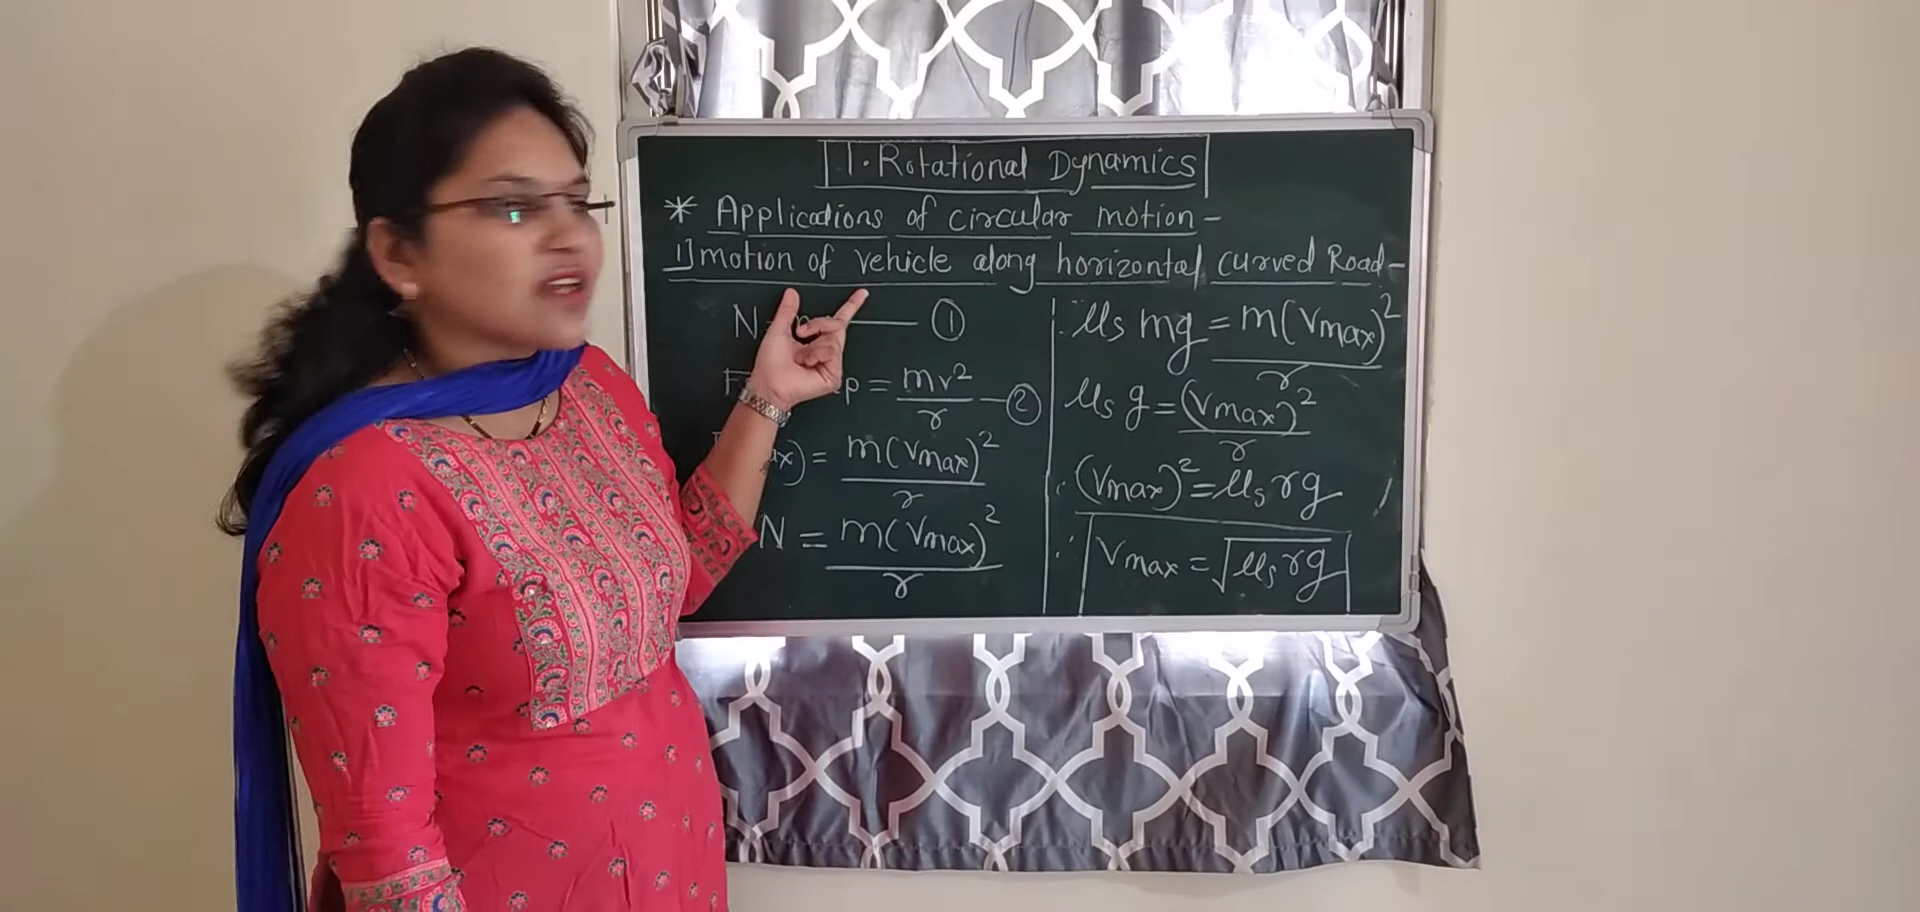 1. Rotational Dynamics
* Applications of circular motion -
1] motion of vehicle along horizontal curved Road -
N = — ①
= mv²/r — ②
= m(Vmax)²/r
N = m(Vmax)²/r
∴ μs mg = m(Vmax)²/r
μs g = (Vmax)²/r
∴ (Vmax)² = μs rg
∴ Vmax = √μs rg